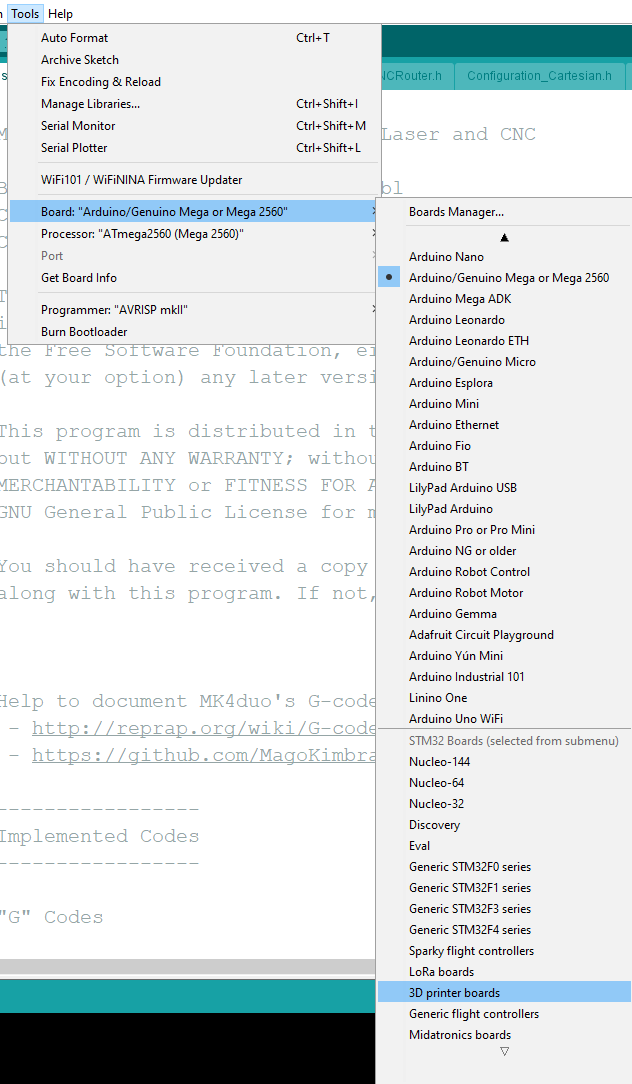 Tools Help
Auto Format Ctrl+T
Archive Sketch
Fix Encoding & Reload
Manage Libraries... Ctrl+Shift+I
Serial Monitor Ctrl+Shift+M
Serial Plotter Ctrl+Shift+L
WiFi101 / WiFiNINA Firmware Updater
Board: "Arduino/Genuino Mega or Mega 2560"
Processor: "ATmega2560 (Mega 2560)"
Port
Get Board Info
Programmer: "AVRISP mkII"
Burn Bootloader
NCRouter.h Configuration_Cartesian.h
Laser and CNC
bl
the Free Software Foundation, ei
(at your option) any later versi
This program is distributed in t
but WITHOUT ANY WARRANTY; withou
MERCHANTABILITY or FITNESS FOR A
GNU General Public License for m
You should have received a copy
along with this program. If not,
Help to document MK4duo's G-code
- http://reprap.org/wiki/G-code
- https://github.com/MagoKimbra
-----------------
Implemented Codes
-----------------
"G" Codes
Boards Manager...
Arduino Nano
Arduino/Genuino Mega or Mega 2560
Arduino Mega ADK
Arduino Leonardo
Arduino Leonardo ETH
Arduino/Genuino Micro
Arduino Esplora
Arduino Mini
Arduino Ethernet
Arduino Fio
Arduino BT
LilyPad Arduino USB
LilyPad Arduino
Arduino Pro or Pro Mini
Arduino NG or older
Arduino Robot Control
Arduino Robot Motor
Arduino Gemma
Adafruit Circuit Playground
Arduino Yún Mini
Arduino Industrial 101
Linino One
Arduino Uno WiFi
STM32 Boards (selected from submenu)
Nucleo-144
Nucleo-64
Nucleo-32
Discovery
Eval
Generic STM32F0 series
Generic STM32F1 series
Generic STM32F3 series
Generic STM32F4 series
Sparky flight controllers
LoRa boards
3D printer boards
Generic flight controllers
Midatronics boards